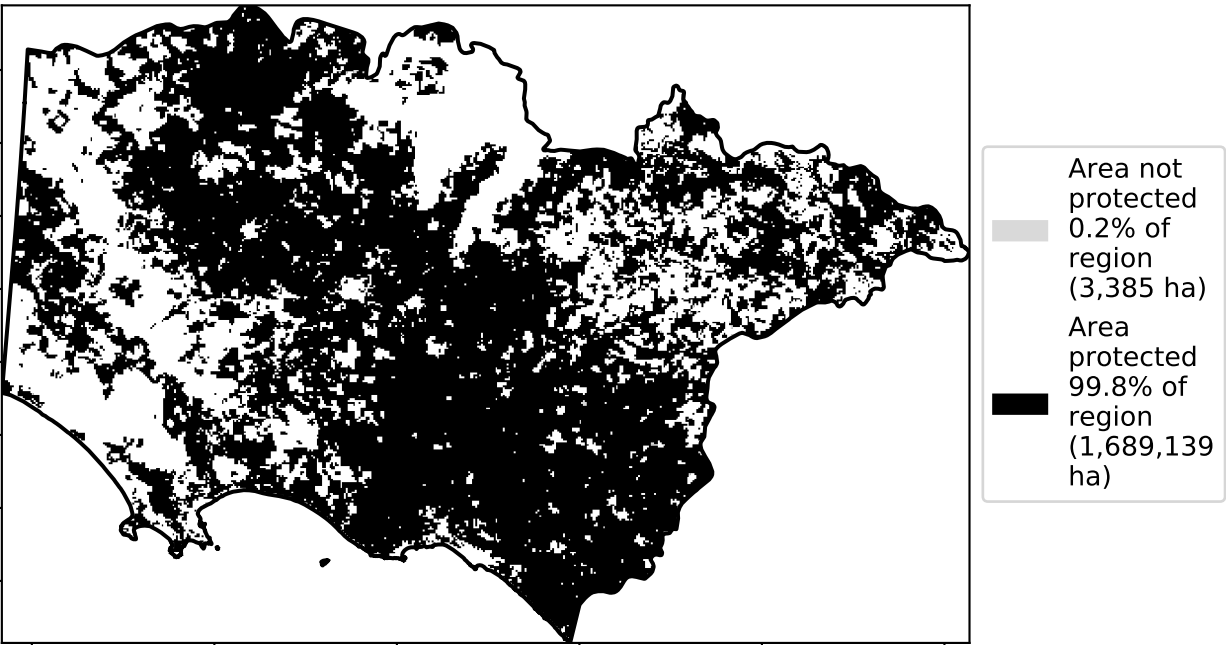 Area not
protected
0.2% of
region
(3,385 ha)
Area
protected
99.8% of
region
(1,689,139
ha)